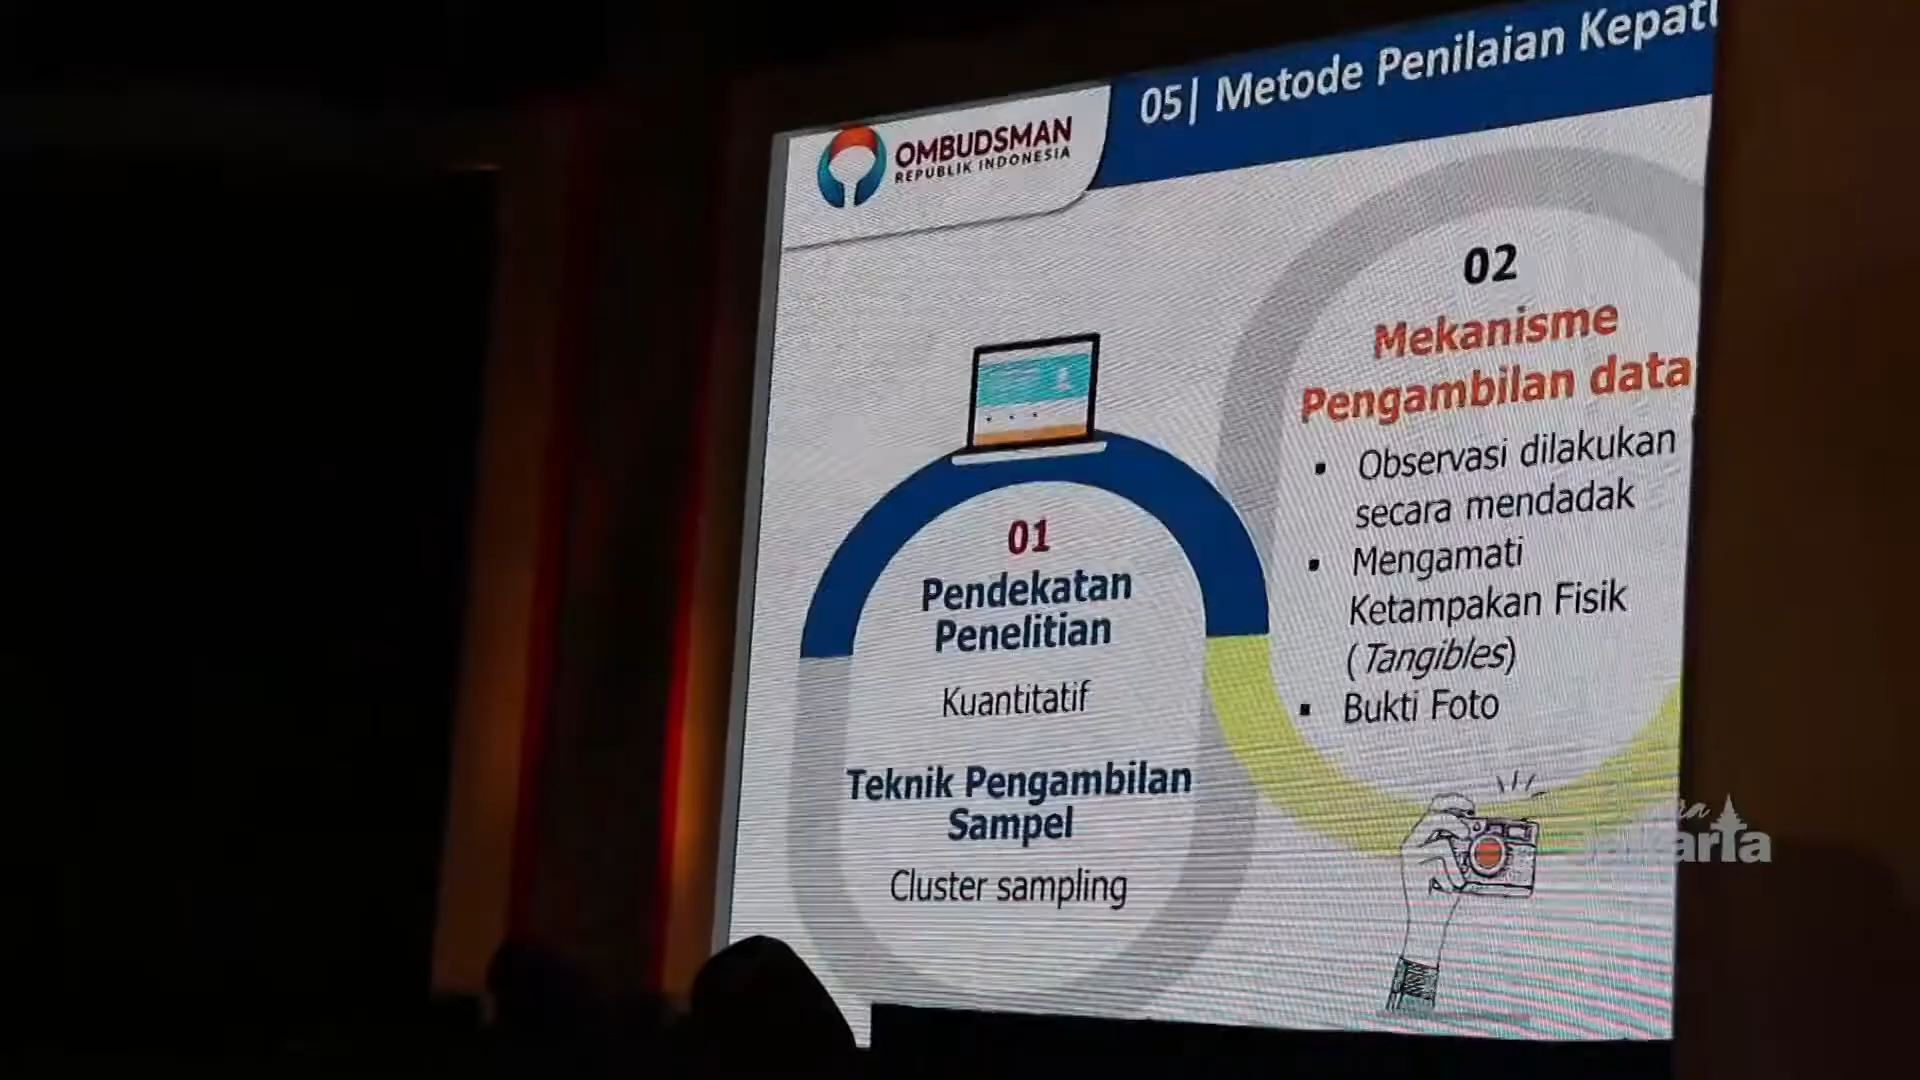 OMBUDSMAN
REPUBLIK INDONESIA
05| Metode Penilaian
01
Pendekatan
Penelitian
Kuantitatif
Teknik Pengambilan
Sampel
Cluster sampling
02
Mekanisme
Pengambilan data
▪ Observasi dilakukan
secara mendadak
▪ Mengamati
Ketampakan Fisik
(Tangibles)
▪ Bukti Foto
Jakarta